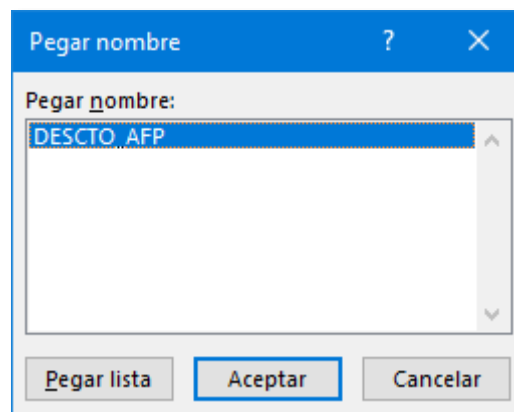 Pegar nombre ? ×
Pegar nombre:
DESCTO_AFP
Pegar lista Aceptar Cancelar